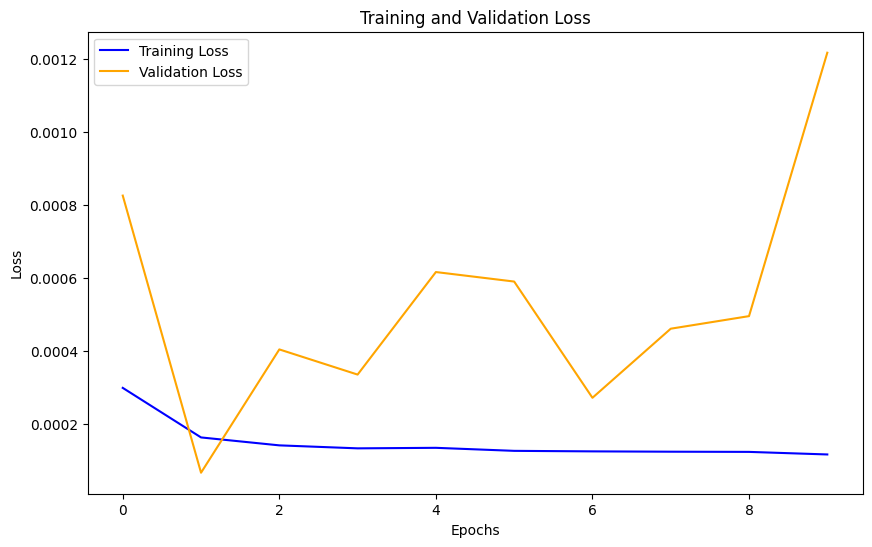 Training and Validation Loss
Training Loss
Validation Loss
0.0012
0.0010
0.0008
0.0006
0.0004
0.0002
Loss
0 2 4 6 8
Epochs